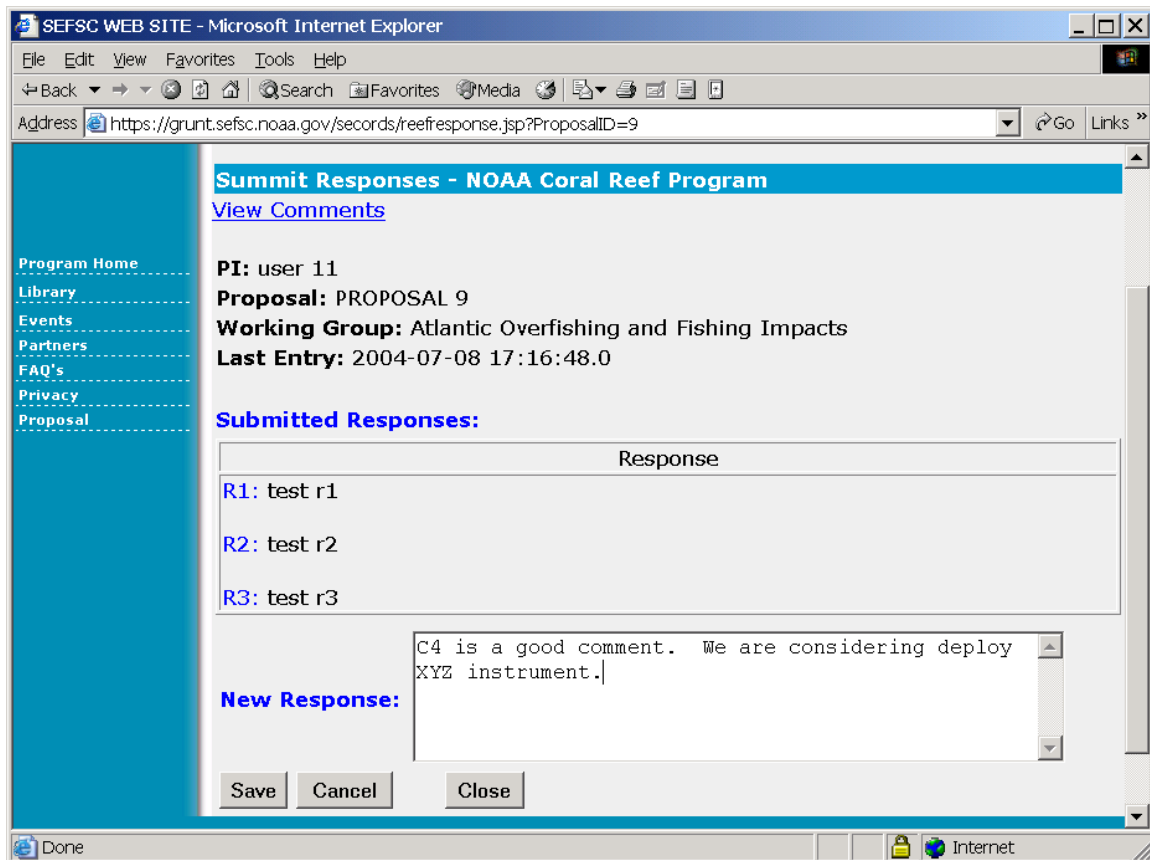 SEFSC WEB SITE - Microsoft Internet Explorer
File Edit View Favorites Tools Help
Back Search Favorites Media
Address https://grunt.sefsc.noaa.gov/secords/reefresponse.jsp?ProposalID=9 Go Links »
Summit Responses - NOAA Coral Reef Program
View Comments
Program Home
Library
Events
Partners
FAQ's
Privacy
Proposal
PI: user 11
Proposal: PROPOSAL 9
Working Group: Atlantic Overfishing and Fishing Impacts
Last Entry: 2004-07-08 17:16:48.0
Submitted Responses:
Response
R1: test r1
R2: test r2
R3: test r3
New Response:
C4 is a good comment.  We are considering deploy
XYZ instrument.
Save Cancel Close
Done Internet